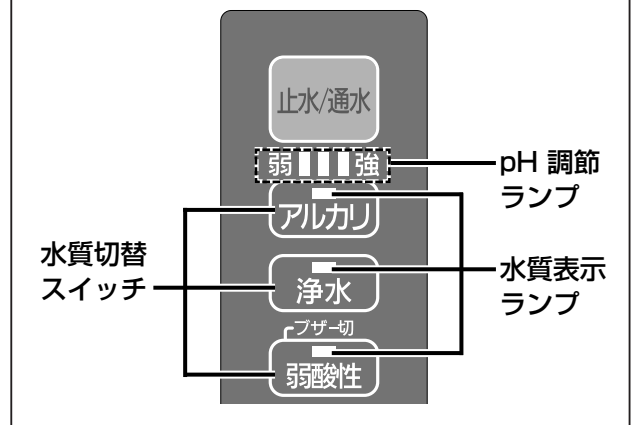 止水/通水
弱 強
pH 調節
ランプ
アルカリ
水質切替
スイッチ
水質表示
ランプ
浄水
ブザー切
弱酸性